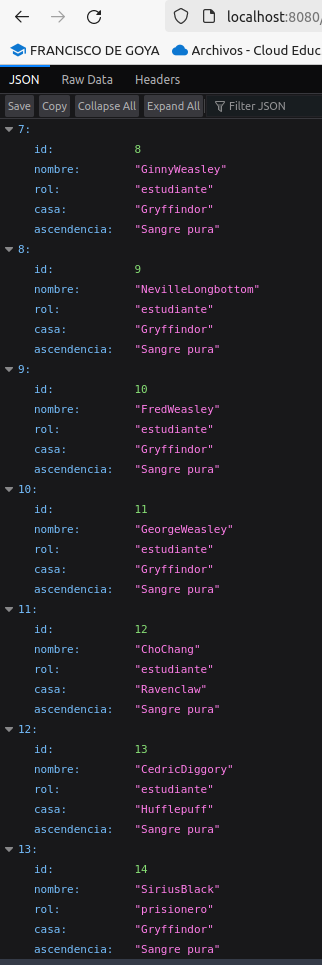 localhost:8080/
FRANCISCO DE GOYA Archivos - Cloud Educ
JSON Raw Data Headers
Save Copy Collapse All Expand All Filter JSON
7:
id: 8
nombre: "GinnyWeasley"
rol: "estudiante"
casa: "Gryffindor"
ascendencia: "Sangre pura"
8:
id: 9
nombre: "NevilleLongbottom"
rol: "estudiante"
casa: "Gryffindor"
ascendencia: "Sangre pura"
9:
id: 10
nombre: "FredWeasley"
rol: "estudiante"
casa: "Gryffindor"
ascendencia: "Sangre pura"
10:
id: 11
nombre: "GeorgeWeasley"
rol: "estudiante"
casa: "Gryffindor"
ascendencia: "Sangre pura"
11:
id: 12
nombre: "ChoChang"
rol: "estudiante"
casa: "Ravenclaw"
ascendencia: "Sangre pura"
12:
id: 13
nombre: "CedricDiggory"
rol: "estudiante"
casa: "Hufflepuff"
ascendencia: "Sangre pura"
13:
id: 14
nombre: "SiriusBlack"
rol: "prisionero"
casa: "Gryffindor"
ascendencia: "Sangre pura"